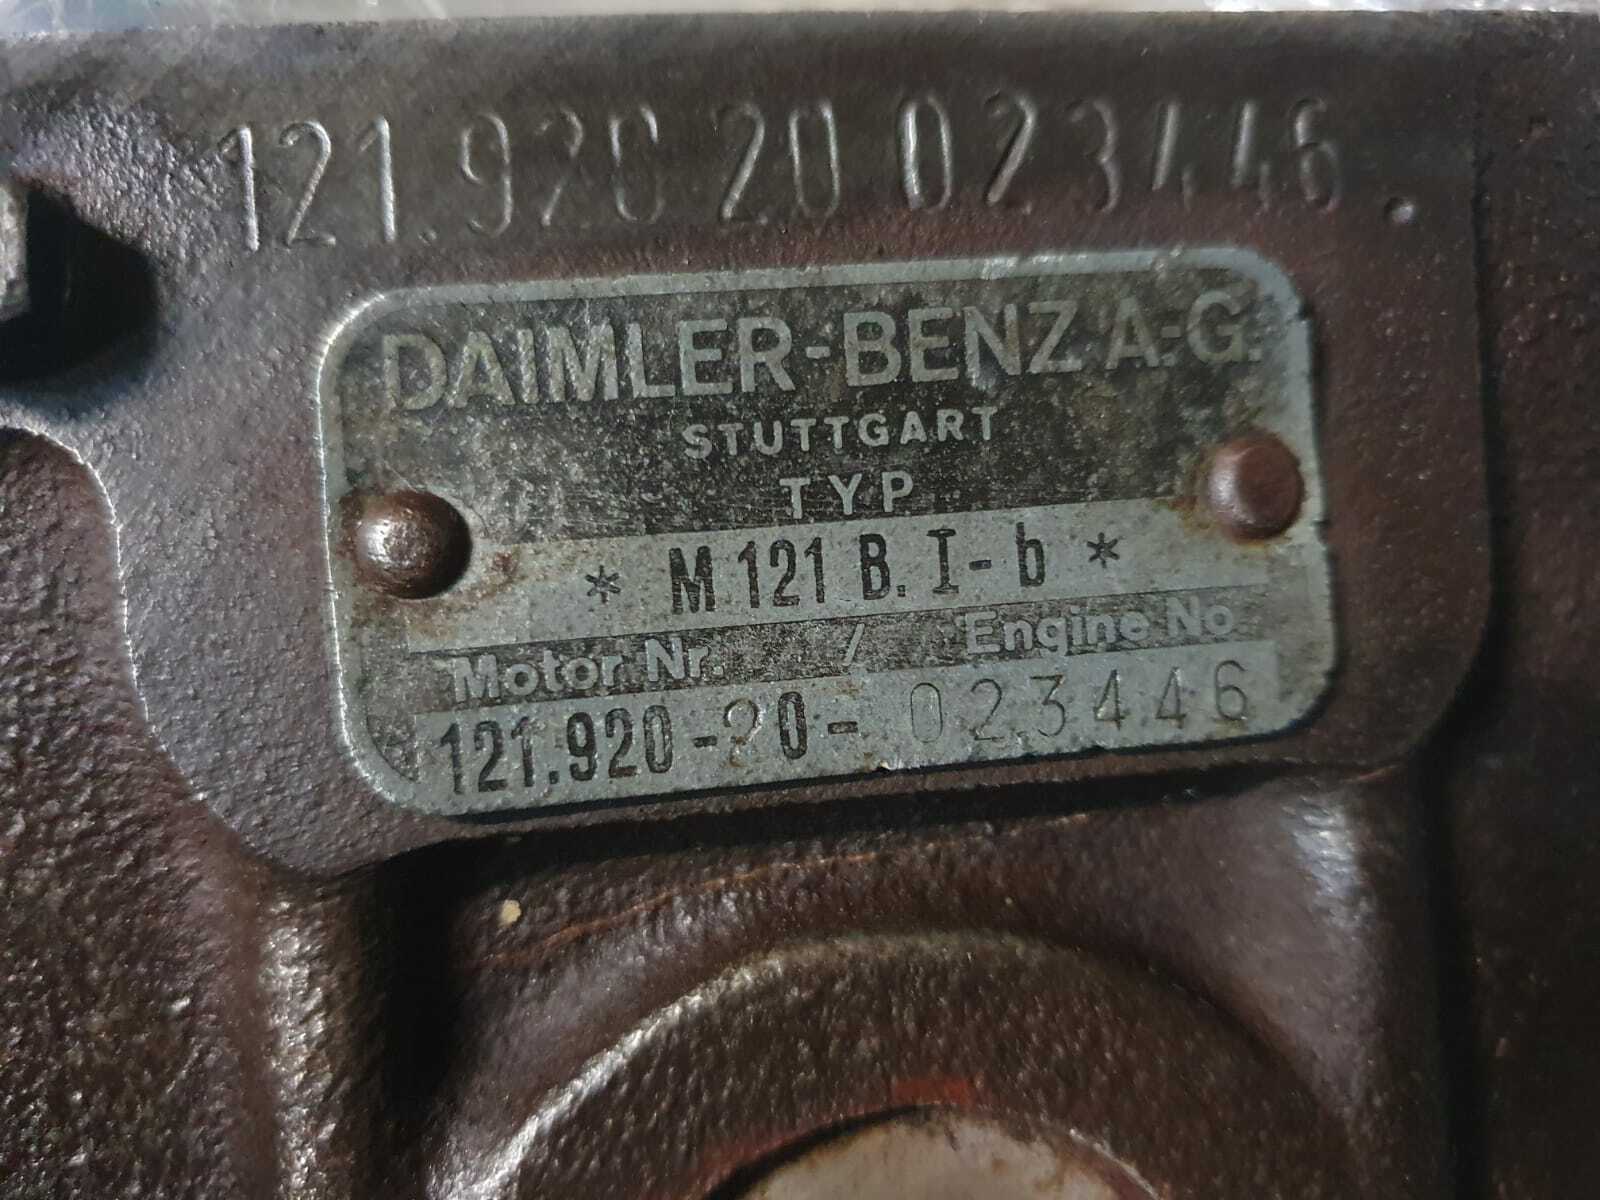 121.920 20 023446.
DAIMLER-BENZ A.-G.
STUTTGART
TYP
* M 121 B. I - b *
Motor Nr. / Engine No
121.920-20- 023446